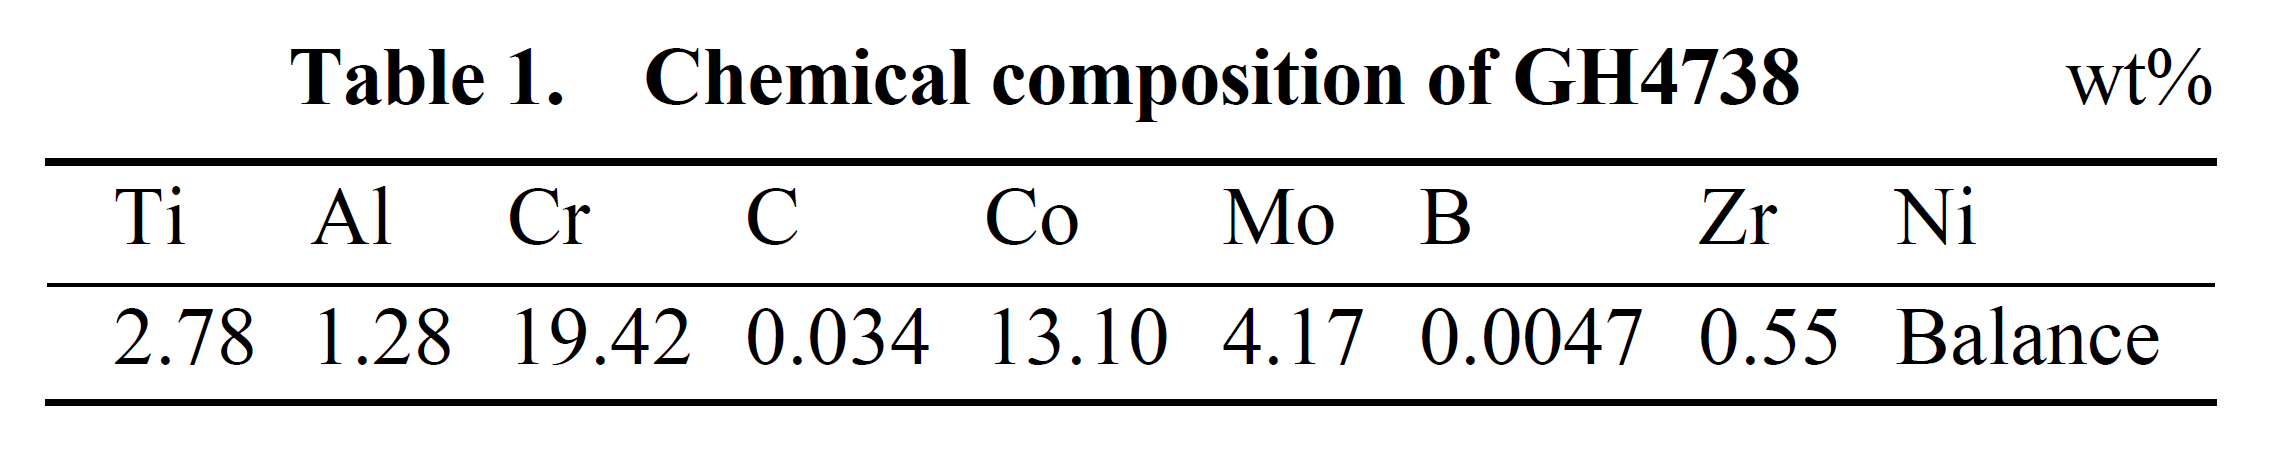 Table 1. Chemical composition of GH4738 wt%
Ti Al Cr C Co Mo B Zr Ni
2.78 1.28 19.42 0.034 13.10 4.17 0.0047 0.55 Balance